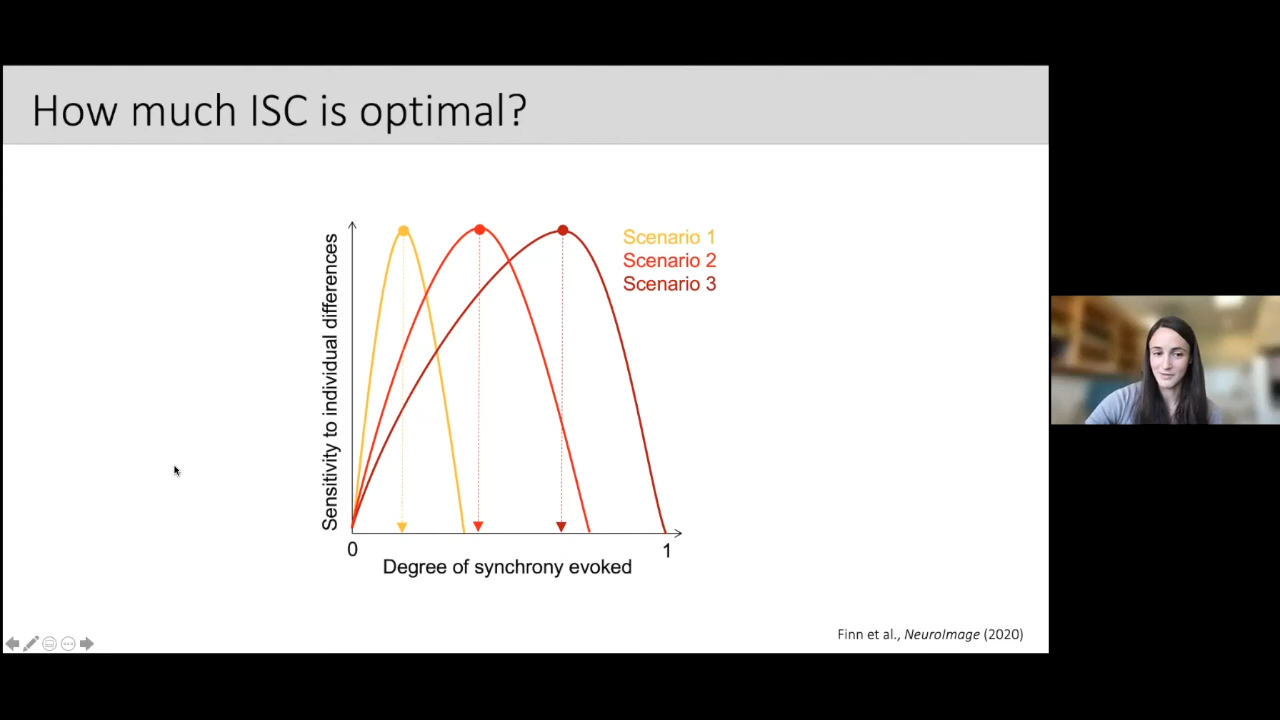 How much ISC is optimal?
Sensitivity to individual differences
Scenario 1
Scenario 2
Scenario 3
0
1
Degree of synchrony evoked
Finn et al., NeuroImage (2020)